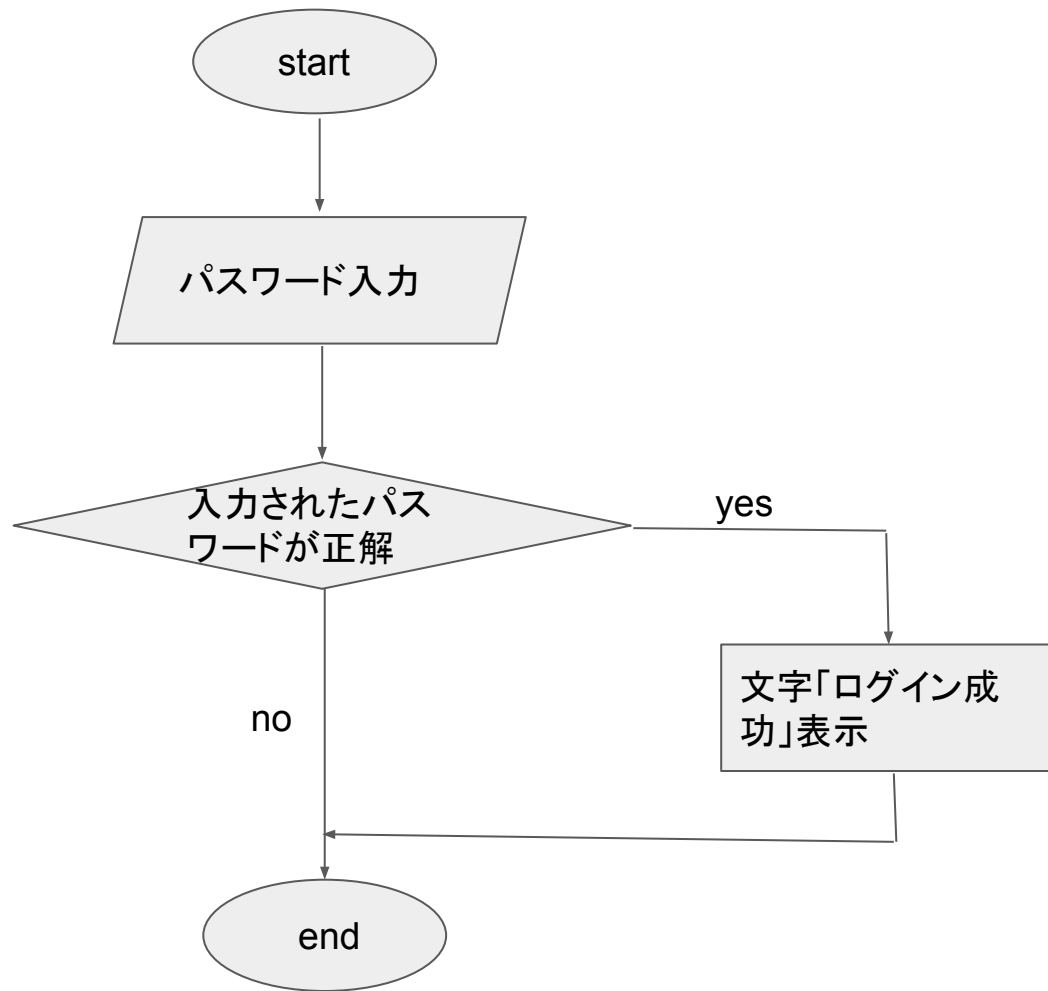 start
パスワード入力
入力されたパス
ワードが正解
yes
文字「ログイン成
功」表示
no
end